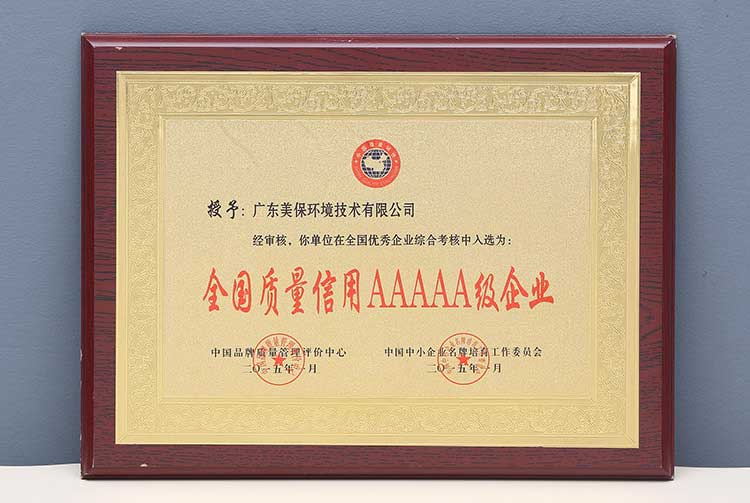 授予：广东美保环境技术有限公司
经审核，你单位在全国优秀企业综合考核中入选为：
全国质量信用AAAAA级企业
中国品牌质量管理评价中心 中国中小企业名牌培育工作委员会
二〇一五年一月 二〇一五年一月